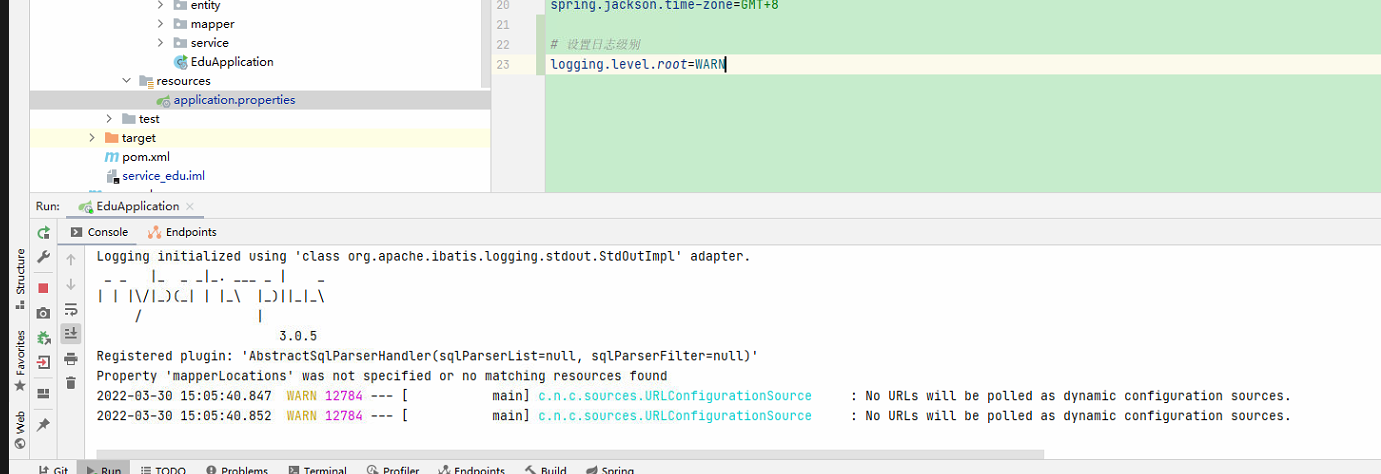 entity
mapper
service
EduApplication
resources
application.properties
test
target
pom.xml
service_edu.iml
20 spring.jackson.time-zone=GMT+8
21
22 # 设置日志级别
23 logging.level.root=WARN
Run: EduApplication
Console Endpoints
Structure
Favorites
Web
Logging initialized using 'class org.apache.ibatis.logging.stdout.StdOutImpl' adapter.
 _ _   |_  _ _|_. ___ _ |    _
| | |\/|_)(_| | |_\  |_)||_|_\
     /               |
                        3.0.5
Registered plugin: 'AbstractSqlParserHandler(sqlParserList=null, sqlParserFilter=null)'
Property 'mapperLocations' was not specified or no matching resources found
2022-03-30 15:05:40.847  WARN 12784 --- [           main] c.n.c.sources.URLConfigurationSource     : No URLs will be polled as dynamic configuration sources.
2022-03-30 15:05:40.852  WARN 12784 --- [           main] c.n.c.sources.URLConfigurationSource     : No URLs will be polled as dynamic configuration sources.
Git Run TODO Problems Terminal Profiler Endpoints Build Spring